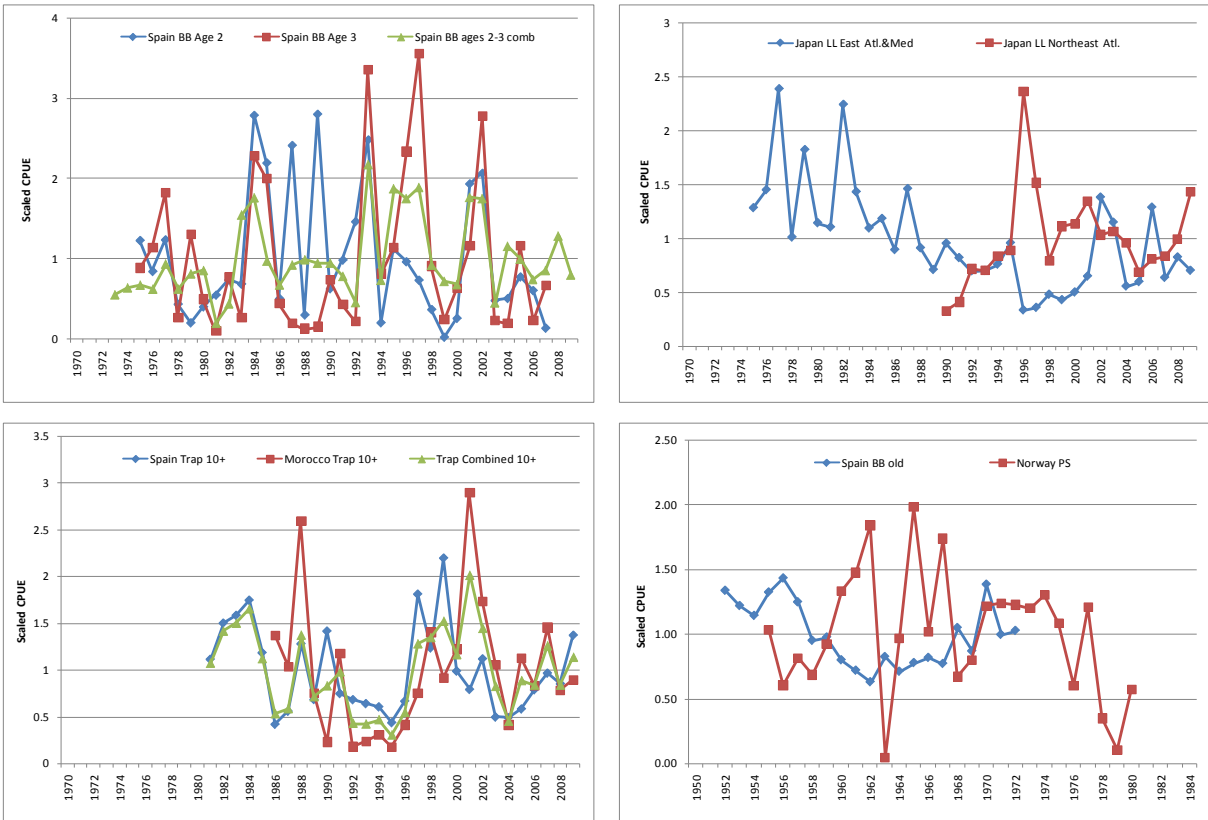 Spain BB Age 2 Spain BB Age 3 Spain BB ages 2-3 comb
Scaled CPUE
4
3
2
1
0
1970 1972 1974 1976 1978 1980 1982 1984 1986 1988 1990 1992 1994 1996 1998 2000 2002 2004 2006 2008
Japan LL East Atl.&Med Japan LL Northeast Atl.
Scaled CPUE
3
2.5
2
1.5
1
0.5
0
1970 1972 1974 1976 1978 1980 1982 1984 1986 1988 1990 1992 1994 1996 1998 2000 2002 2004 2006 2008
Spain Trap 10+ Morocco Trap 10+ Trap Combined 10+
Scaled CPUE
3.5
3
2.5
2
1.5
1
0.5
0
1970 1972 1974 1976 1978 1980 1982 1984 1986 1988 1990 1992 1994 1996 1998 2000 2002 2004 2006 2008
Spain BB old Norway PS
Scaled CPUE
2.50
2.00
1.50
1.00
0.50
0.00
1950 1952 1954 1956 1958 1960 1962 1964 1966 1968 1970 1972 1974 1976 1978 1980 1982 1984